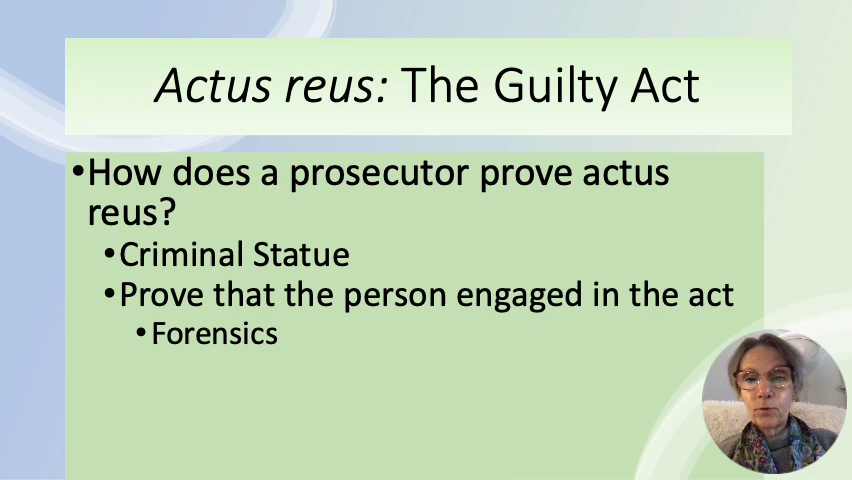 Actus reus: The Guilty Act
•How does a prosecutor prove actus
reus?
•Criminal Statue
•Prove that the person engaged in the act
•Forensics